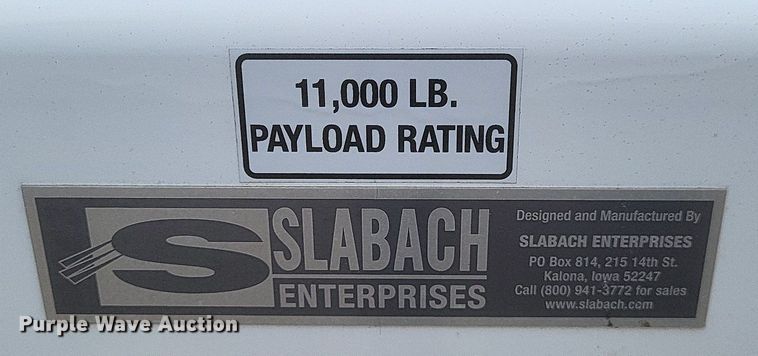 11,000 LB.
PAYLOAD RATING
S SLABACH
ENTERPRISES
Designed and Manufactured By
SLABACH ENTERPRISES
PO Box 814, 215 14th St.
Kalona, Iowa 52247
Call (800) 941-3772 for sales
www.slabach.com
Purple Wave Auction